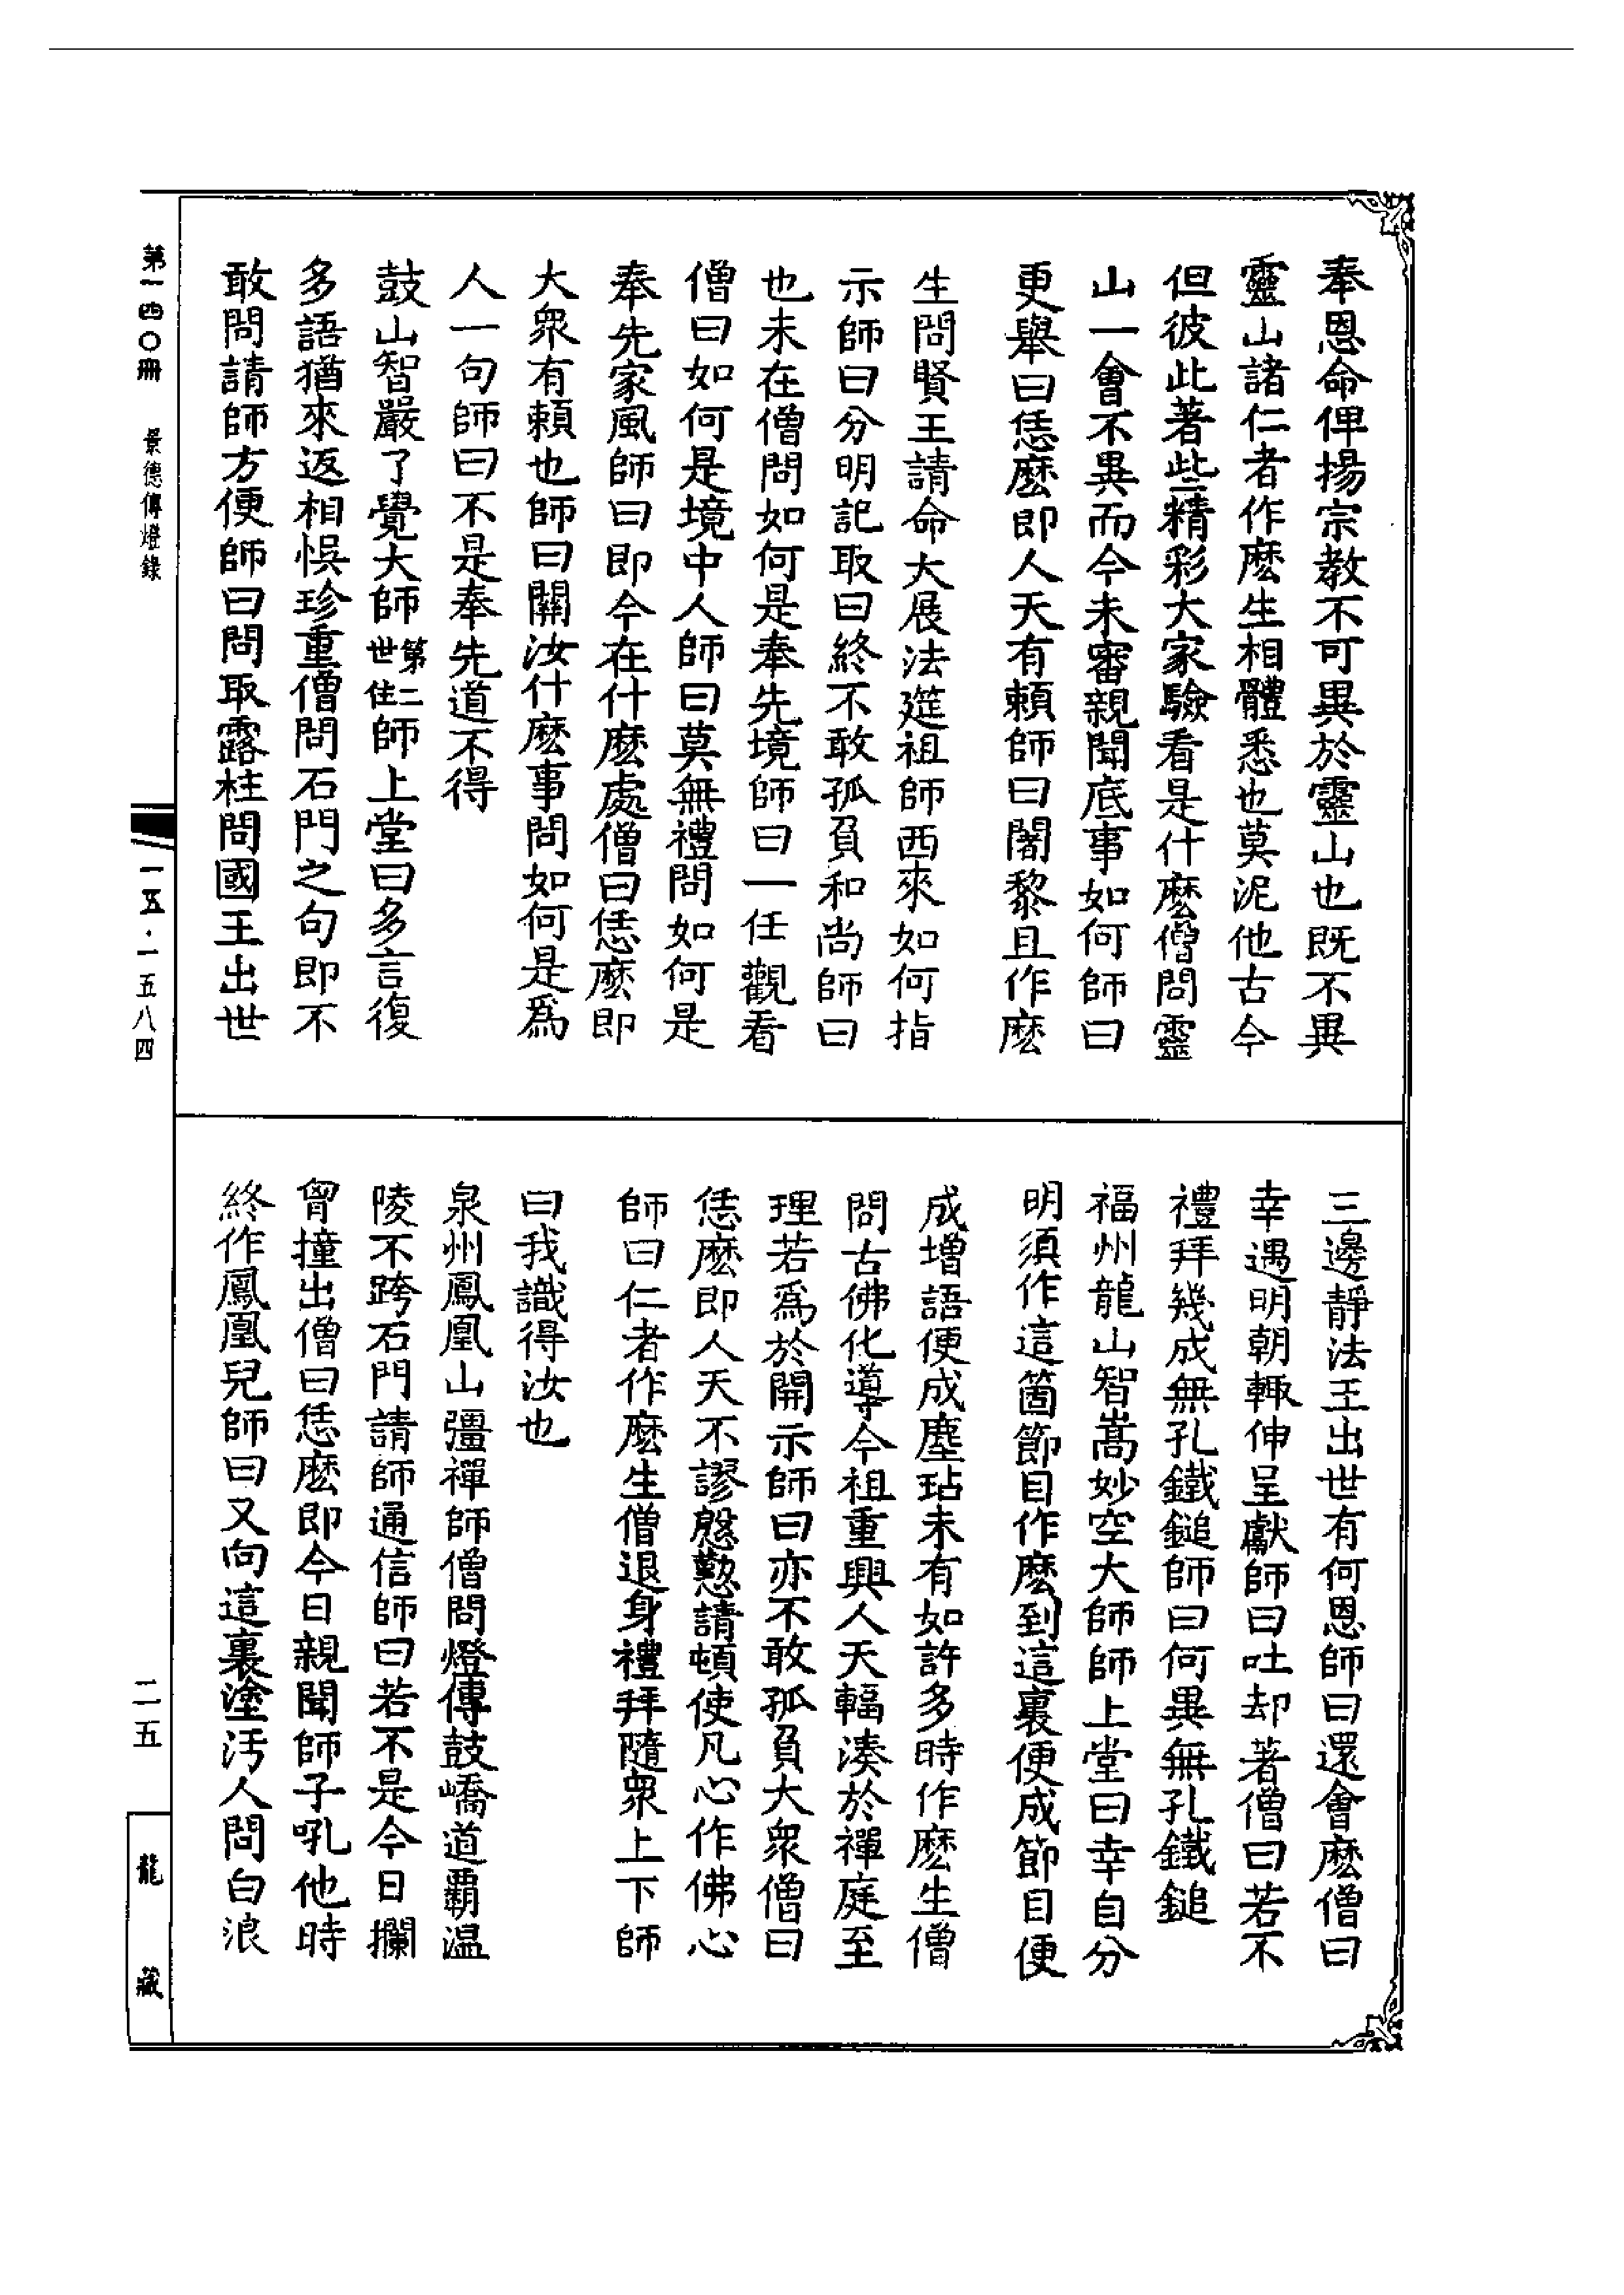 奉恩命俾揚宗教不可異於靈山也既不異
靈山諸仁者作麽生相體悉也莫泥他古今
但彼此著些精彩大家驗看是什麽僧問靈
山一會不異而今未審親聞底事如何師曰
更舉曰恁麽即人天有賴師曰闍黎且作麽
生問賢王請命大展法筵祖師西來如何指
示師曰分明記取曰終不敢孤負和尚師曰
也未在僧問如何是奉先境師曰一任觀看
僧曰如何是境中人師曰莫無禮問如何是
奉先家風師曰即今在什麽處僧曰恁麽即
大衆有賴也師曰關汝什麽事問如何是爲
人一句師曰不是奉先道不得
鼓山智嚴了覺大師第二世住師上堂曰多言復
多語猶來返相悞珍重僧問石門之句即不
敢問請師方便師曰問取露柱問國王出世
三邊靜法王出世有何恩師曰還會麽僧曰
幸遇明朝輙伸呈獻師曰吐却著僧曰若不
禮拜幾成無孔鐵鎚師曰何異無孔鐵鎚
福州龍山智嵩妙空大師師上堂曰幸自分
明須作這箇節目作麽到這裏便成節目便
成增語便成塵玷未有如許多時作麽生僧
問古佛化導今祖重興人天輻湊於禪庭至
理若爲於開示師曰亦不敢孤負大衆僧曰
恁麽即人天不謬慇懃請頓使凡心作佛心
師曰仁者作麽生僧退身禮拜隨衆上下師
曰我識得汝也
泉州鳳凰山彊禪師僧問燈傳鼓嶠道霸温
陵不跨石門請師通信師曰若不是今日攔
胷撞出僧曰恁麽即今日親聞師子吼他時
終作鳳凰兒師曰又向這裏塗汚人問白浪
第一四〇冊 景德傳燈錄
一五·一五八四
二五
龍藏